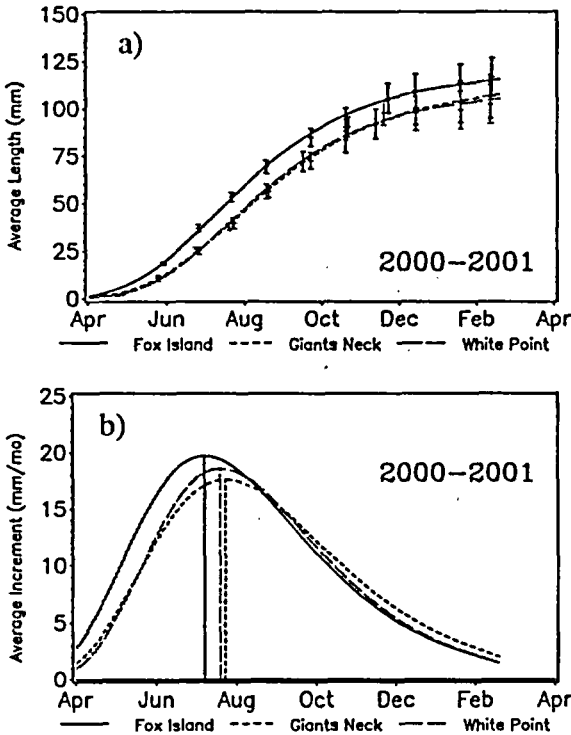 a)
150
125
100
75
50
25
0
Average Length (mm)
2000-2001
Apr Jun Aug Oct Dec Feb Apr
Fox Island Giants Neck White Point
b)
25
20
15
10
5
0
Average Increment (mm/mo)
2000-2001
Apr Jun Aug Oct Dec Feb Apr
Fox Island Giants Neck White Point